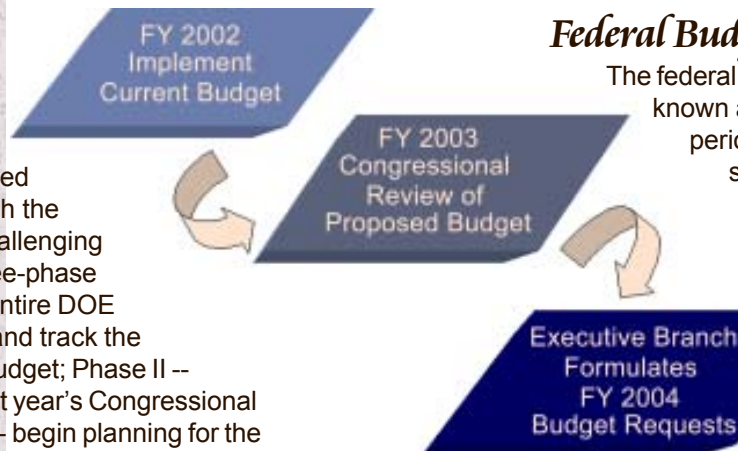 FY 2002
Implement
Current Budget
FY 2003
Congressional
Review of
Proposed Budget
Executive Branch
Formulates
FY 2004
Budget Requests
Federal Bud
The federal
known a
perio
s
ed
h the
allenging
ee-phase
ntire DOE
and track the
udget; Phase II --
t year's Congressional
- begin planning for the